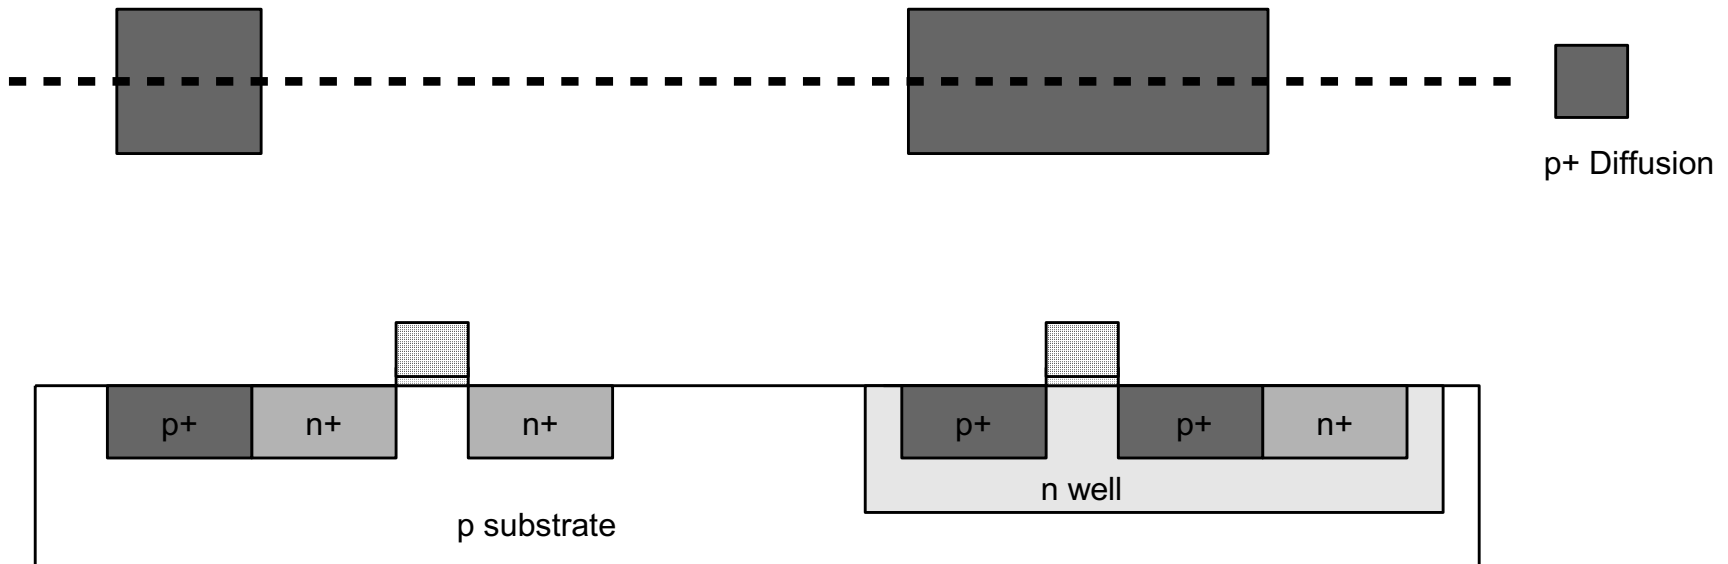 p+ Diffusion
p+ n+ n+ p+ p+ n+
n well
p substrate